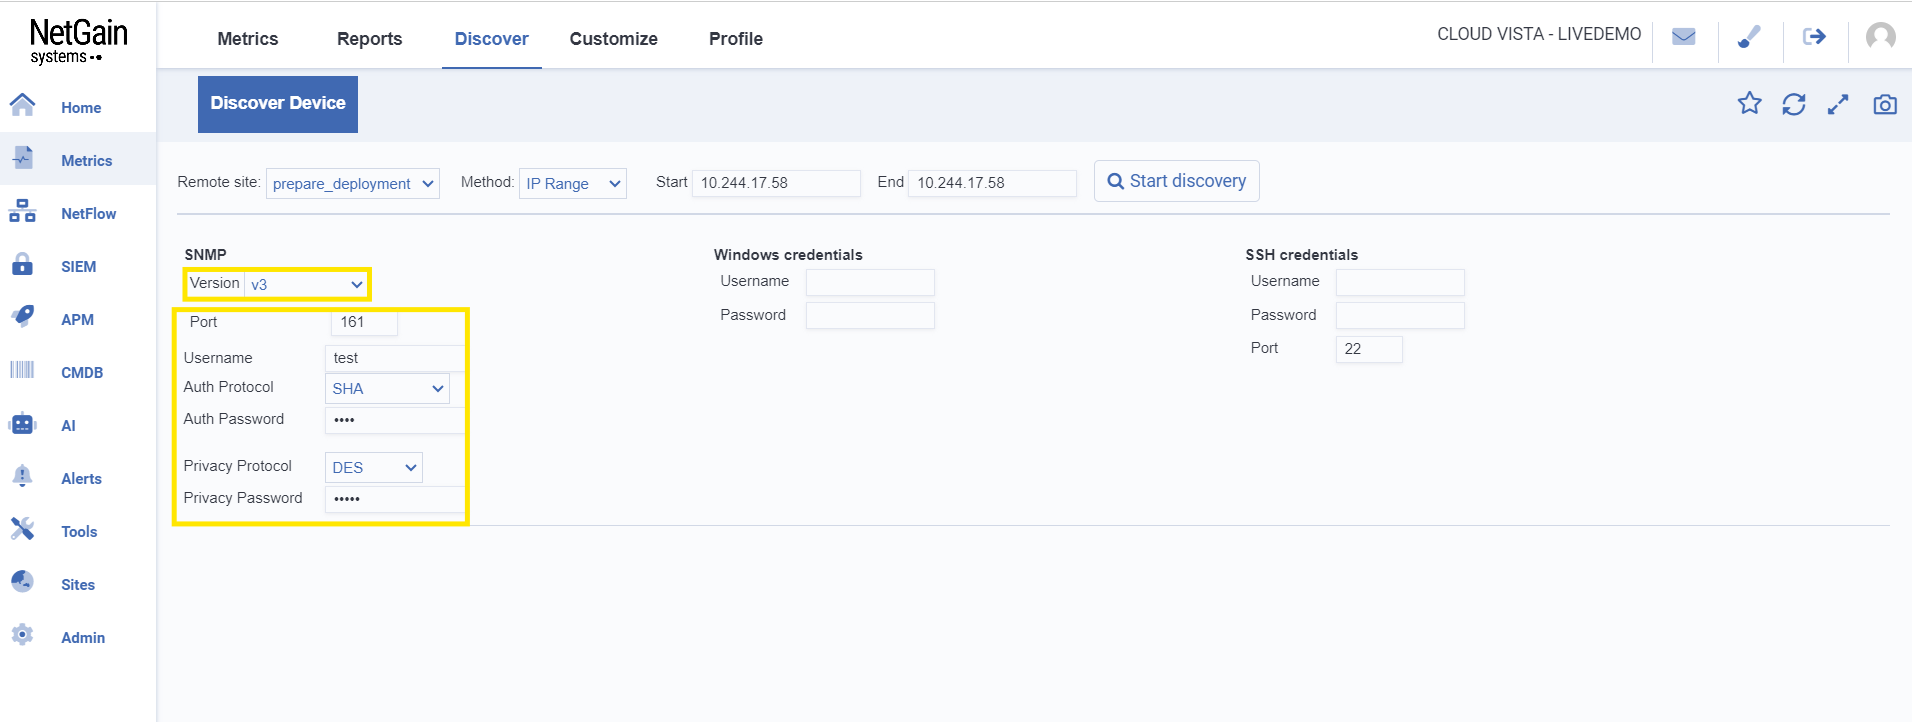 NetGain
systems
Metrics Reports Discover Customize Profile
CLOUD VISTA - LIVEDEMO
Discover Device
Home
Metrics
NetFlow
SIEM
APM
CMDB
AI
Alerts
Tools
Sites
Admin
Remote site: prepare_deployment Method: IP Range Start 10.244.17.58 End 10.244.17.58 Start discovery
SNMP
Version v3
Port 161
Username test
Auth Protocol SHA
Auth Password ••••
Privacy Protocol DES
Privacy Password •••••
Windows credentials
Username
Password
SSH credentials
Username
Password
Port 22